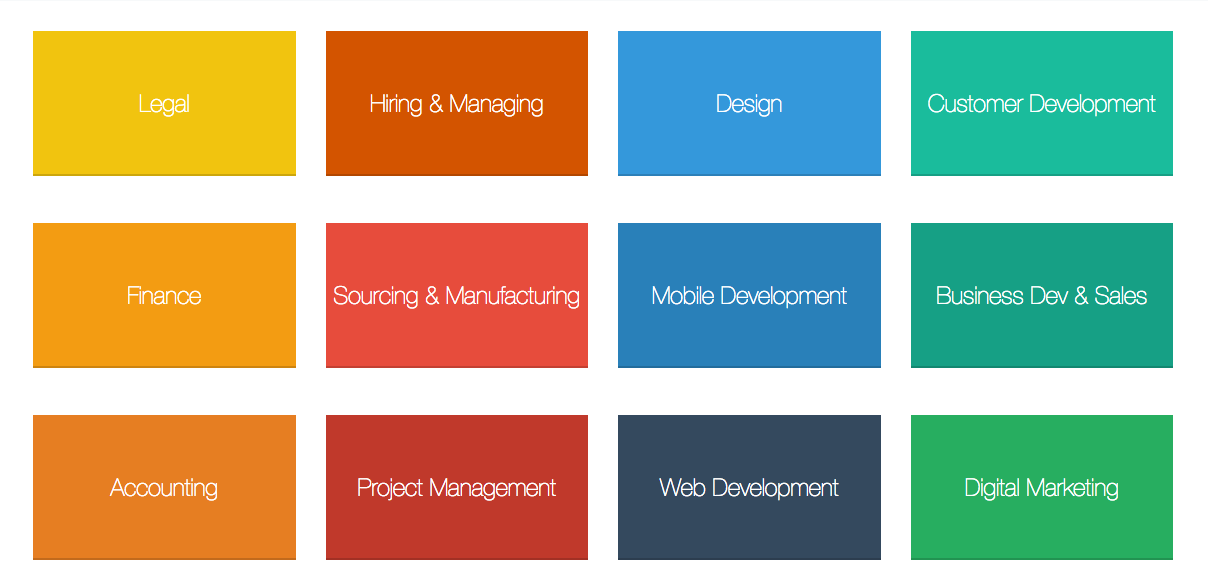 Legal
Hiring & Managing
Design
Customer Development
Finance
Sourcing & Manufacturing
Mobile Development
Business Dev & Sales
Accounting
Project Management
Web Development
Digital Marketing